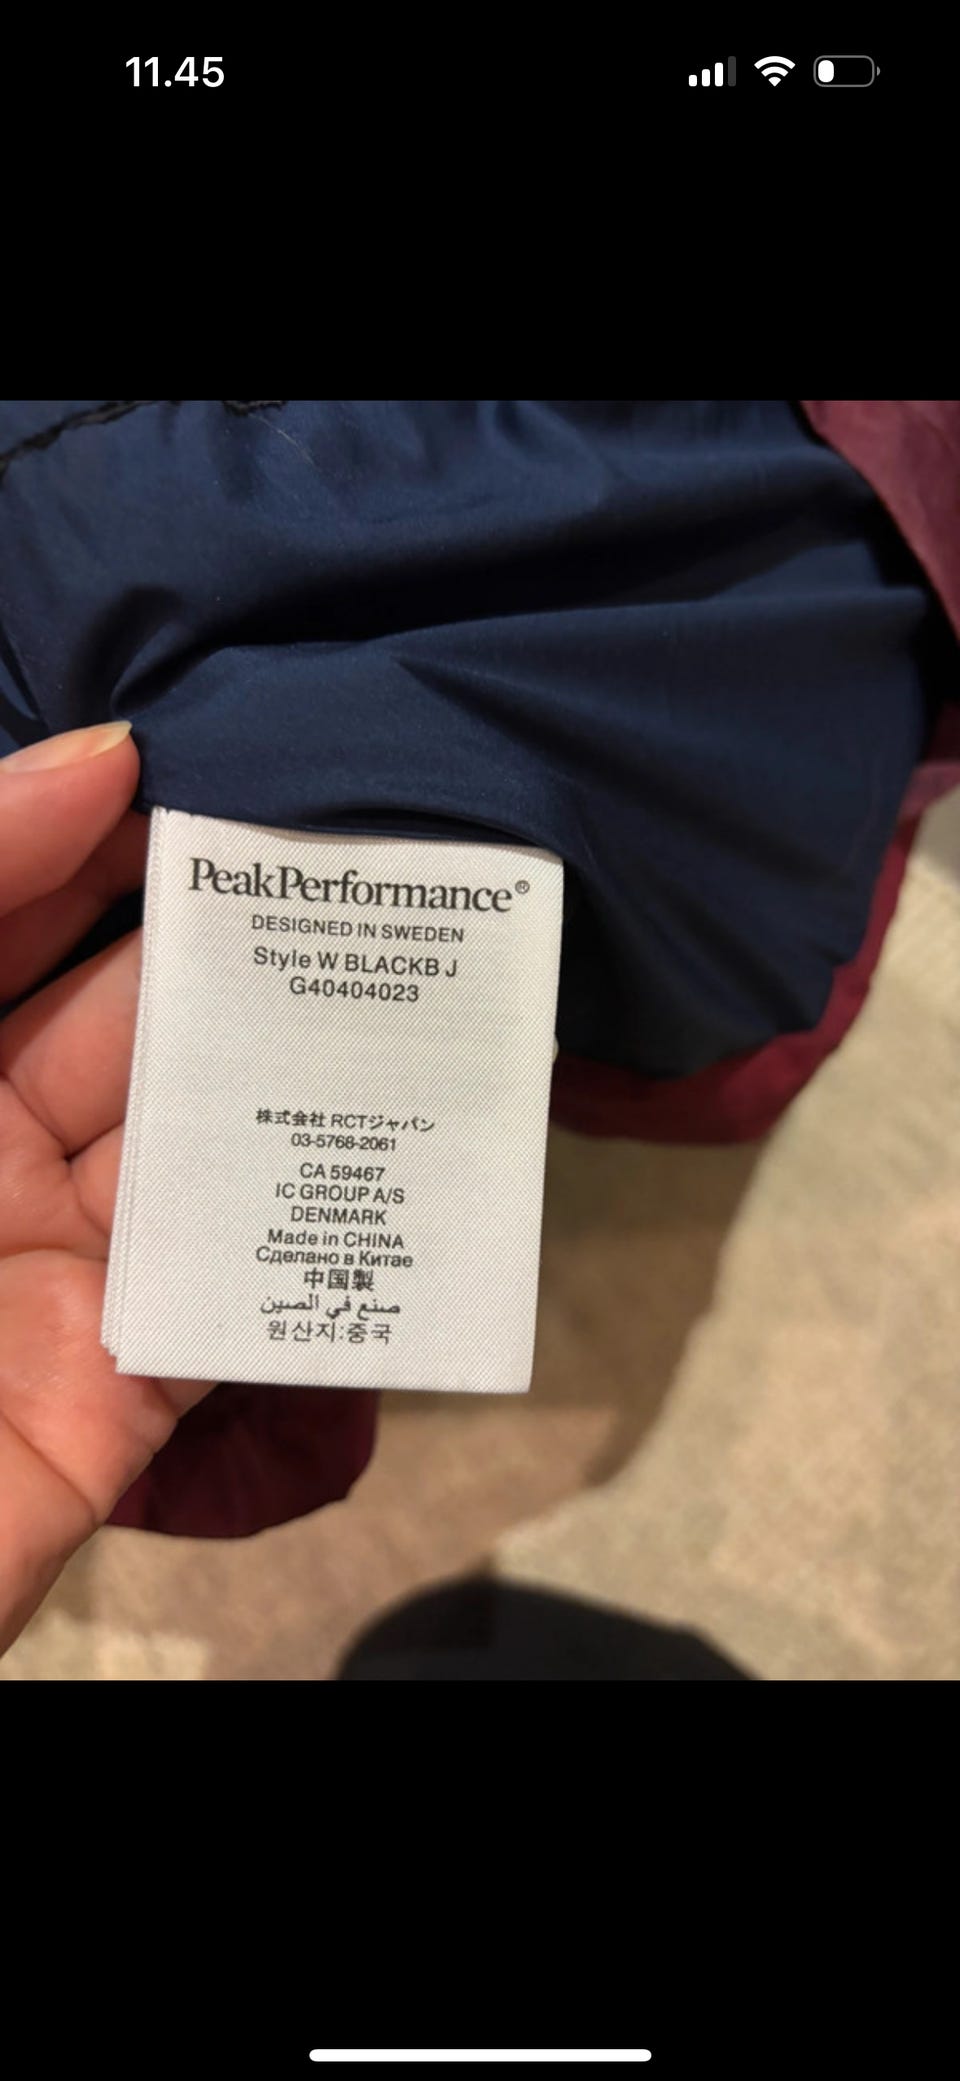 11.45
PeakPerformance®
DESIGNED IN SWEDEN
Style W BLACKB J
G40404023
株式会社 RCTジャパン
03-5768-2061
CA 59467
IC GROUP A/S
DENMARK
Made in CHINA
Сделано в Китае
中国製
صنع في الصين
원산지:중국